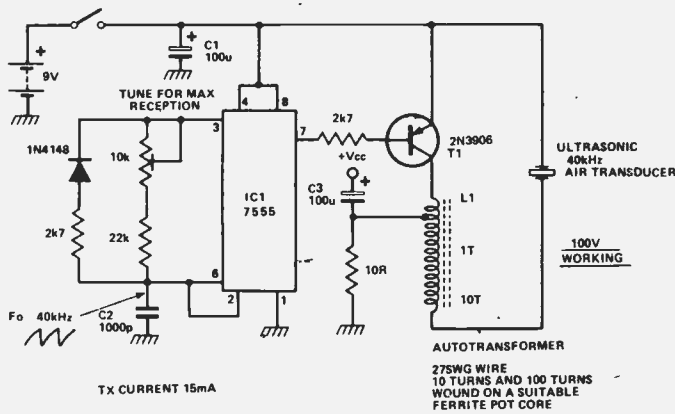 +
9V
C1
100u
TUNE FOR MAX
RECEPTION
4
8
3
7
2k7
2N3906
T1
+Vcc
1N4148
10k
IC1
7555
C3
100u
+
+
L1
ULTRASONIC
40kHz
AIR TRANSDUCER
2k7
22k
1T
10R
10T
100V
WORKING
6
2
1
Fo 40kHz
C2
1000p
AUTOTRANSFORMER
27SWG WIRE
10 TURNS AND 100 TURNS
WOUND ON A SUITABLE
FERRITE POT CORE
TX CURRENT 15mA